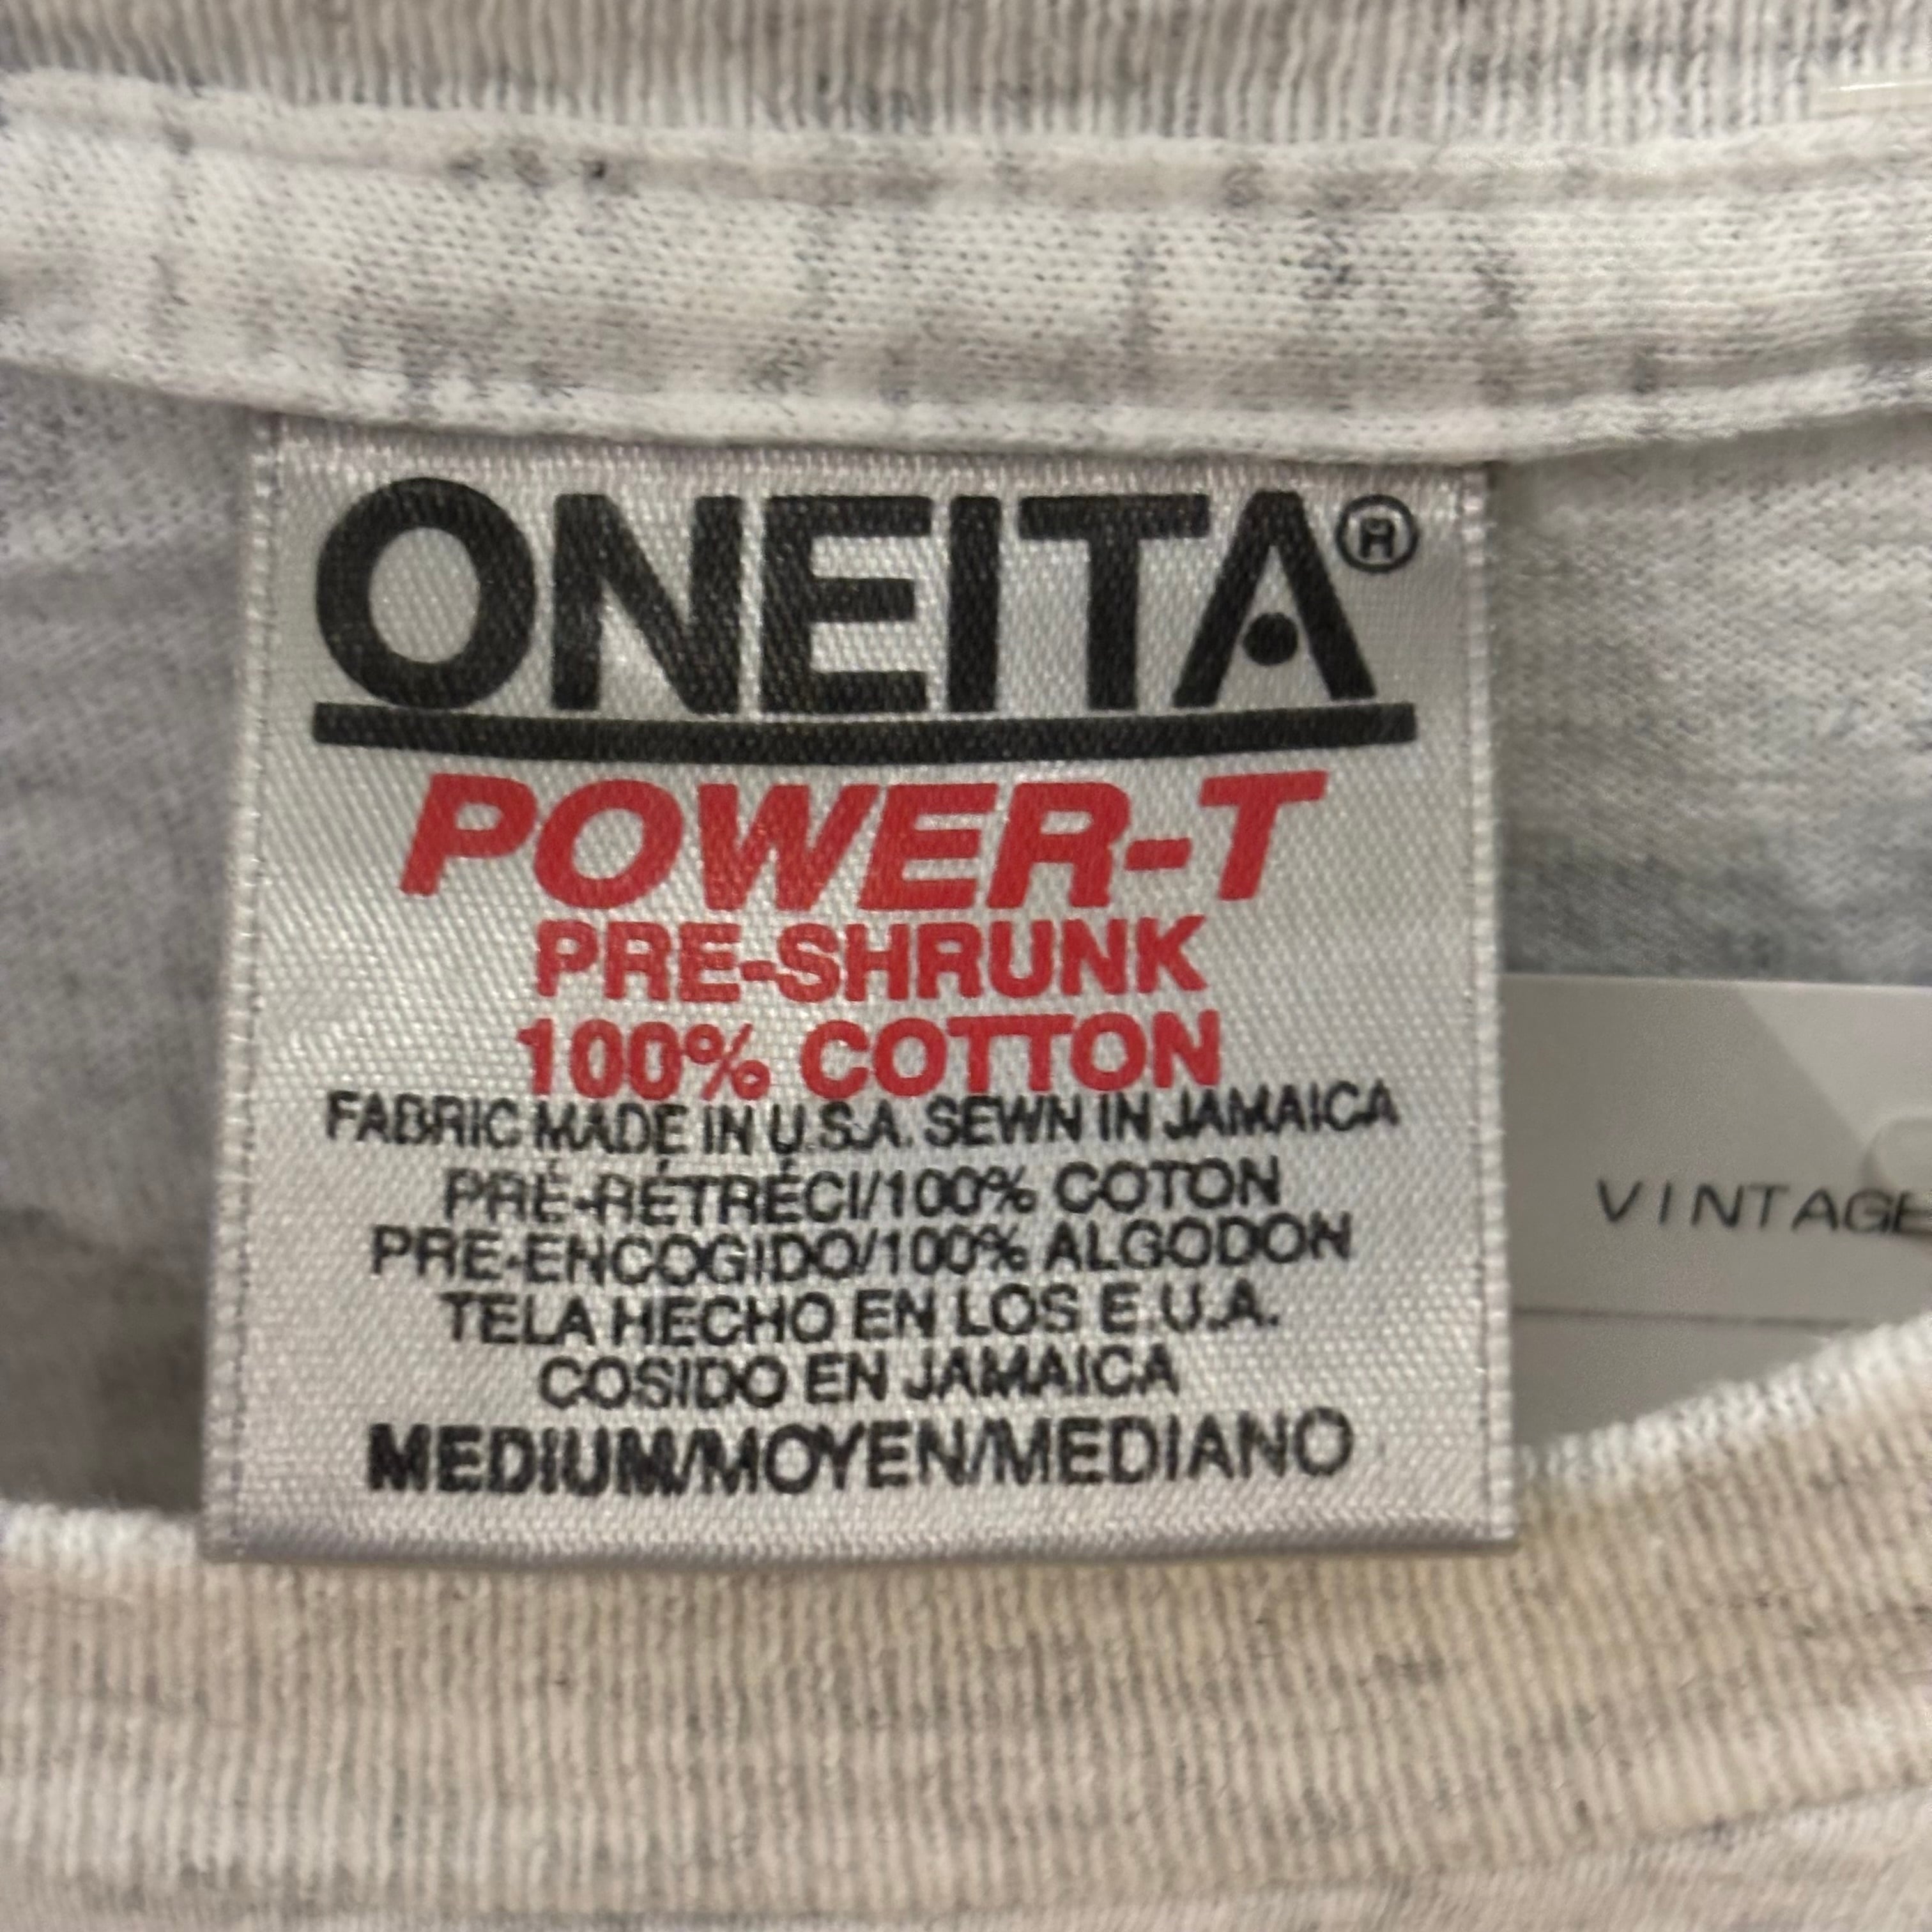 ONEITA®
POWER-T
PRE-SHRUNK
100% COTTON
FABRIC MADE IN U.S.A. SEWN IN JAMAICA
PRÉ-RÉTRÉCI/100% COTON
PRE-ENCOGIDO/100% ALGODON
TELA HECHO EN LOS E.U.A.
COSIDO EN JAMAICA
MEDIUM/MOYEN/MEDIANO
VINTAGE